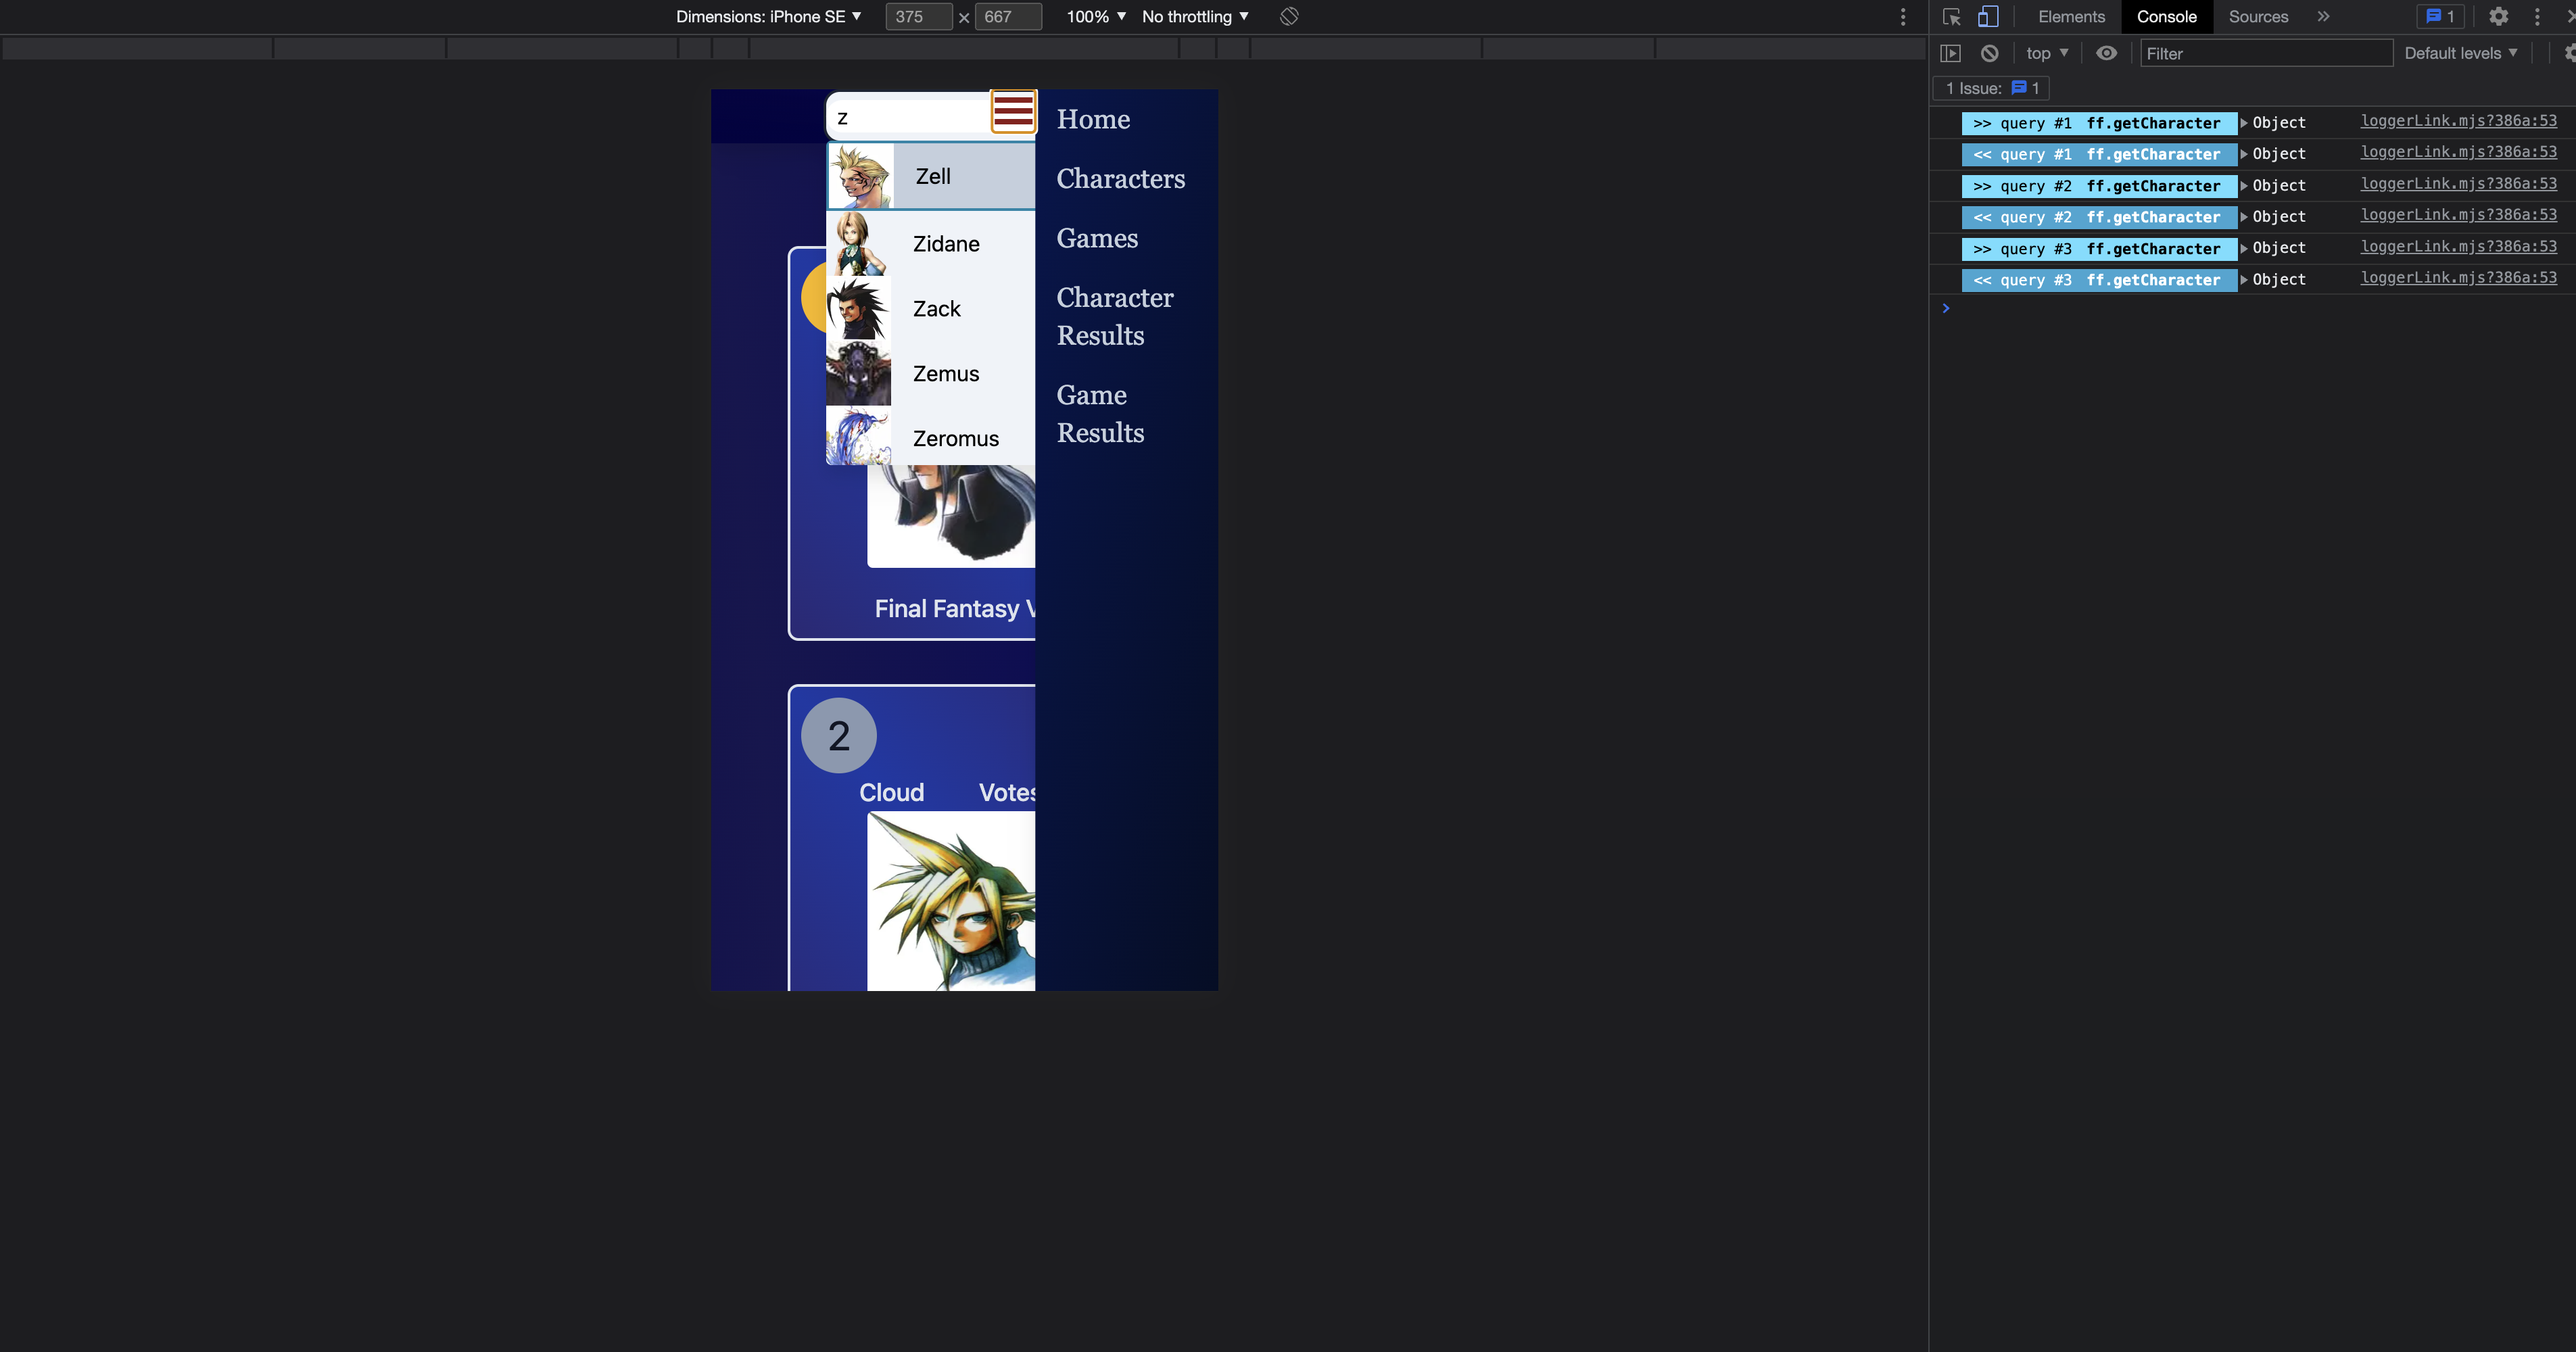 Dimensions: iPhone SE ▼ 375 × 667 100% ▼ No throttling ▼
Elements Console Sources » 1
top ▼ Filter Default levels ▼
1 Issue: 1
z
Zell
Zidane
Zack
Zemus
Zeromus
Final Fantasy V
2
Cloud Votes
Home
Characters
Games
Character
Results
Game
Results
>> query #1 ff.getCharacter ▶ Object loggerLink.mjs?386a:53
<< query #1 ff.getCharacter ▶ Object loggerLink.mjs?386a:53
>> query #2 ff.getCharacter ▶ Object loggerLink.mjs?386a:53
<< query #2 ff.getCharacter ▶ Object loggerLink.mjs?386a:53
>> query #3 ff.getCharacter ▶ Object loggerLink.mjs?386a:53
<< query #3 ff.getCharacter ▶ Object loggerLink.mjs?386a:53
>